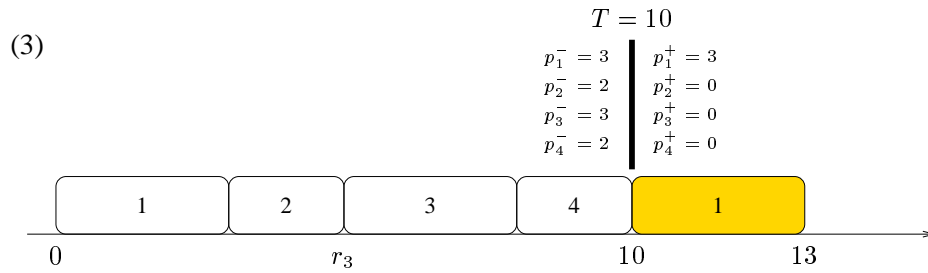 T = 10
(3)
p₁⁻ = 3 p₁⁺ = 3
p₂⁻ = 2 p₂⁺ = 0
p₃⁻ = 3 p₃⁺ = 0
p₄⁻ = 2 p₄⁺ = 0
1 2 3 4 1
0 r₃ 10 13